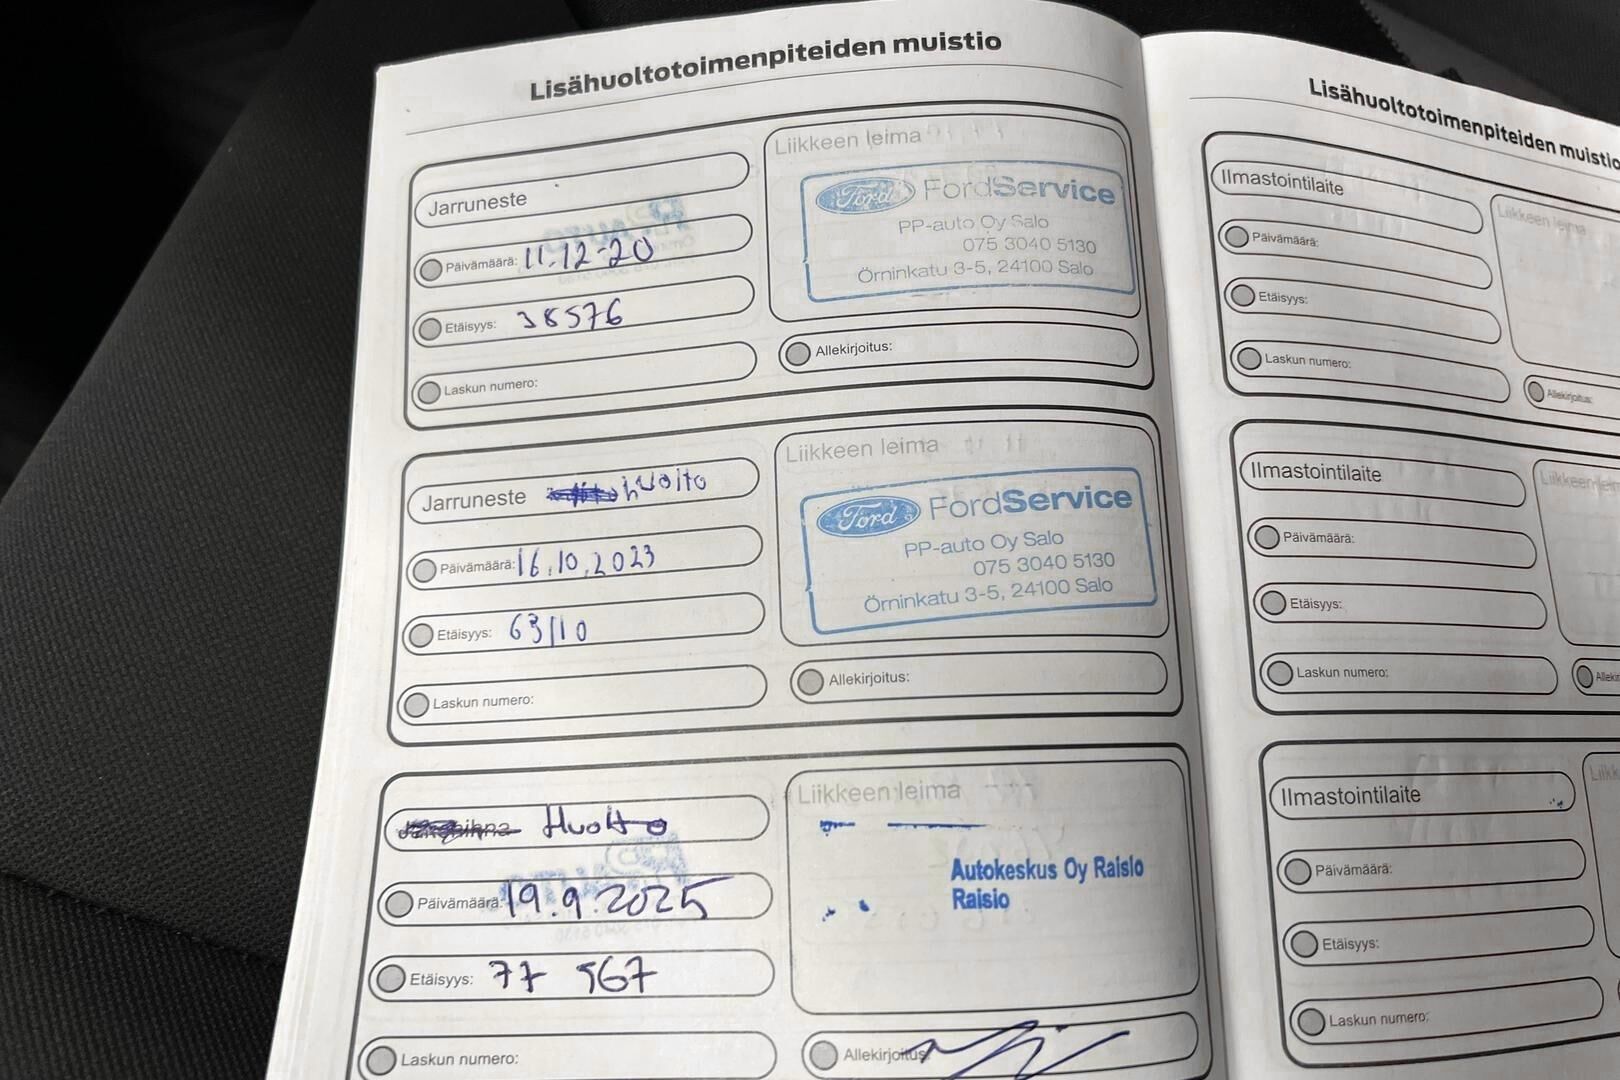 Lisähuoltotoimenpiteiden muistio
Jarruneste
Päivämäärä: 11.12-20
Etäisyys: 38576
Laskun numero:
Liikkeen leima
Ford FordService
PP-auto Oy Salo
075 3040 5130
Örninkatu 3-5, 24100 Salo
Allekirjoitus:
Jarruneste huolto
Päivämäärä: 16.10.2023
Etäisyys: 63110
Laskun numero:
Liikkeen leima
Ford FordService
PP-auto Oy Salo
075 3040 5130
Örninkatu 3-5, 24100 Salo
Allekirjoitus:
Huolto
Päivämäärä: 19.9.2025
Etäisyys: 77 567
Laskun numero:
Liikkeen leima
Autokeskus Oy Raisio
Raisio
Allekirjoitus:
Lisähuoltotoimenpiteiden muistio
Ilmastointilaite
Päivämäärä:
Etäisyys:
Laskun numero:
Liikkeen leima
Allekirjoitus:
Ilmastointilaite
Päivämäärä:
Etäisyys:
Laskun numero:
Liikkeen
Ilmastointilaite
Päivämäärä:
Etäisyys:
Laskun numero: